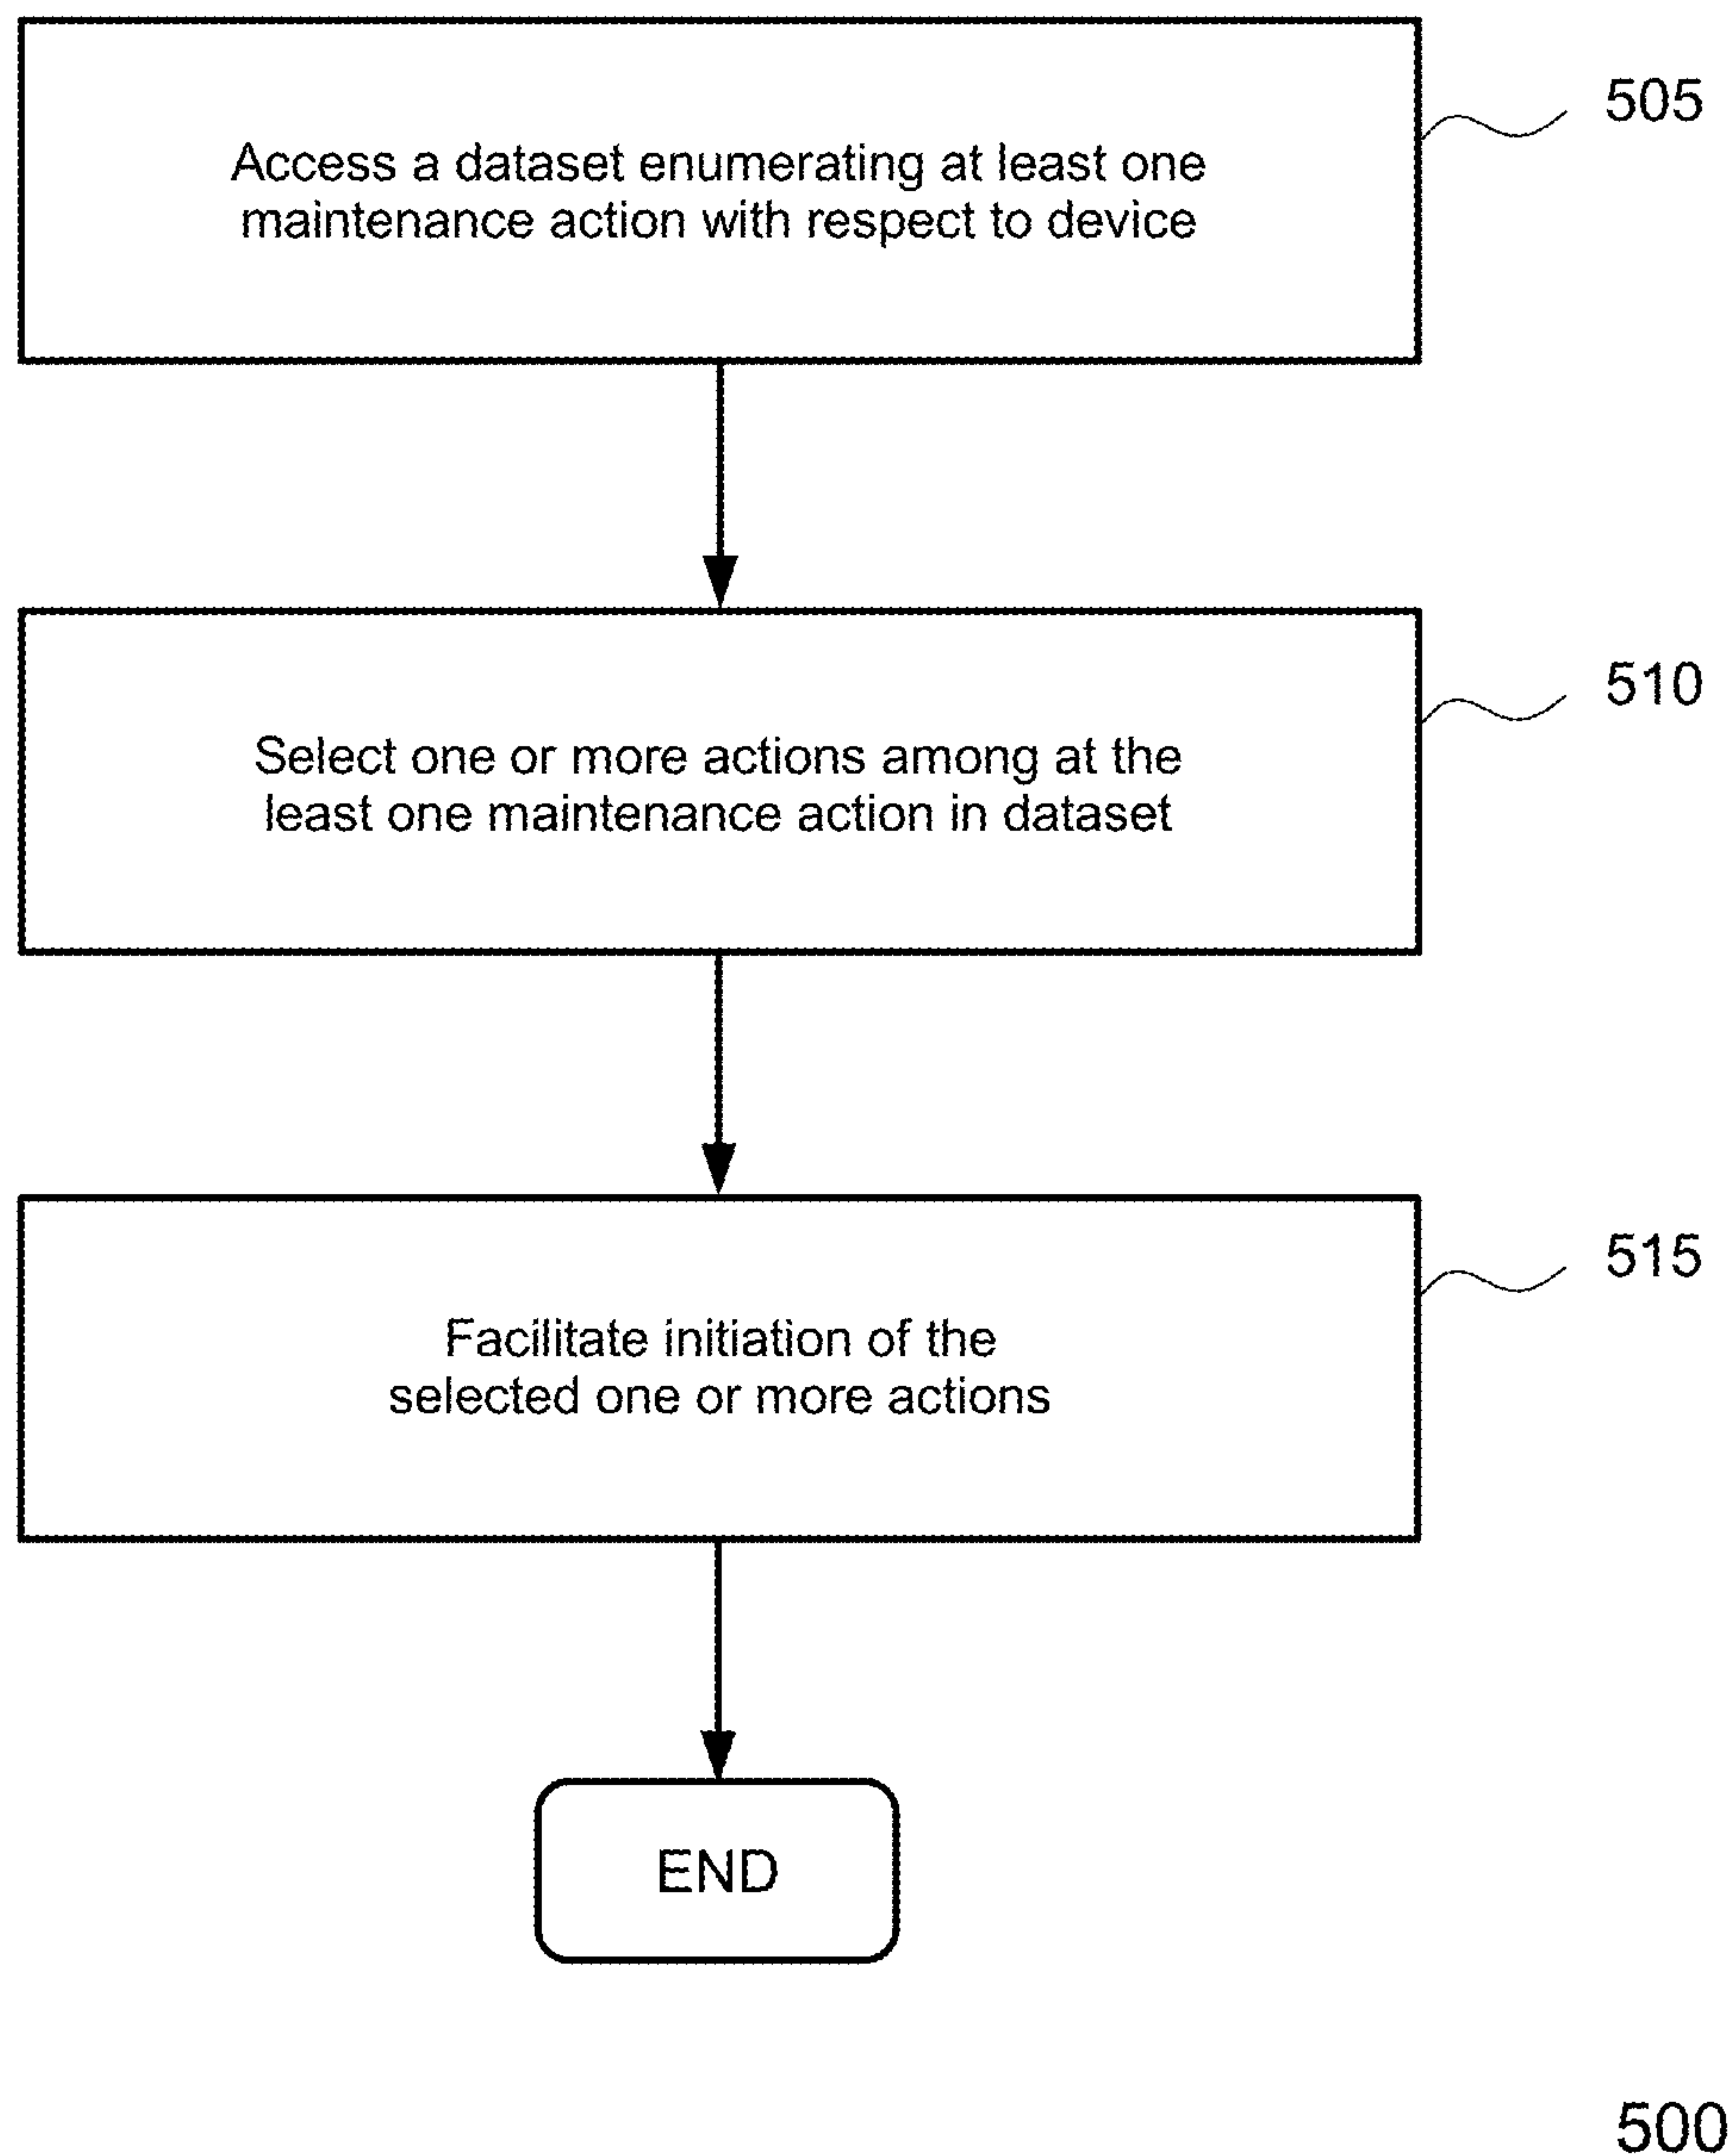 Access a dataset enumerating at least one
maintenance action with respect to device
505
Select one or more actions among at the
least one maintenance action in dataset
510
Facilitate initiation of the
selected one or more actions
515
END
500